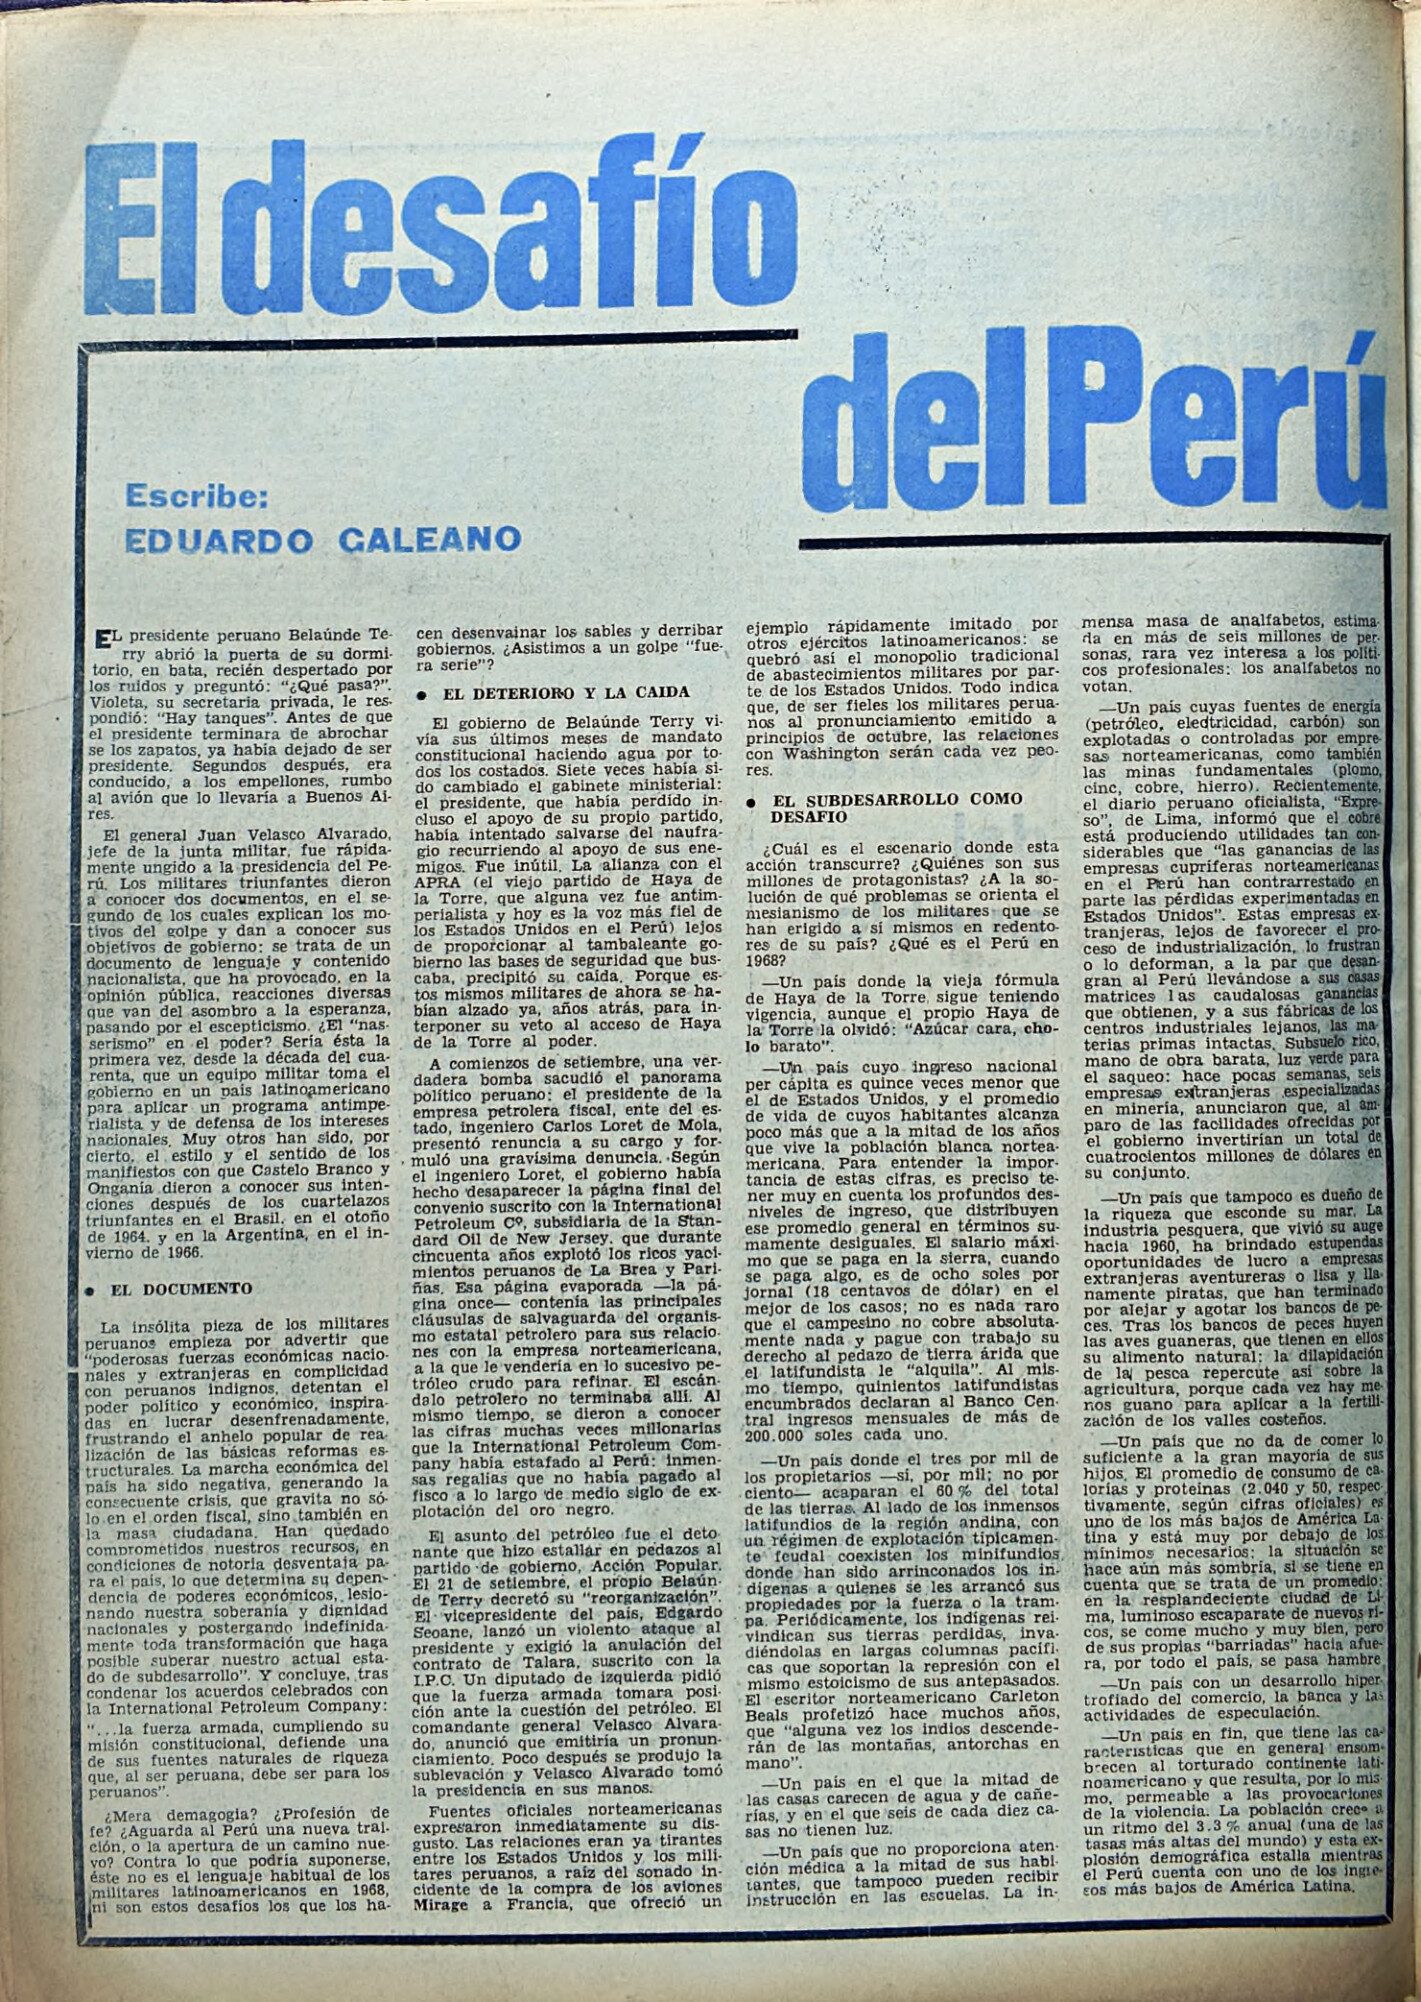 El desafío
del Perú
Escribe:
EDUARDO GALEANO
EL presidente peruano Belaúnde Te-
rry abrió la puerta de su dormi-
torio, en bata, recién despertado por
los ruidos y preguntó: "¿Qué pasa?".
Violeta, su secretaria privada, le res-
pondió: "Hay tanques". Antes de que
el presidente terminara de abrochar
se los zapatos, ya había dejado de ser
presidente. Segundos después, era
conducido, a los empellones, rumbo
al avión que lo llevaría a Buenos Ai-
res.
El general Juan Velasco Alvarado,
jefe de la junta militar, fue rápida-
mente ungido a la presidencia del Pe-
rú. Los militares triunfantes dieron
a conocer dos documentos, en el se-
gundo de los cuales explican los mo-
tivos del golpe y dan a conocer sus
objetivos de gobierno: se trata de un
documento de lenguaje y contenido
nacionalista, que ha provocado, en la
opinión pública, reacciones diversas
que van del asombro a la esperanza,
pasando por el escepticismo. ¿El "nas-
serismo" en el poder? Sería ésta la
primera vez, desde la década del cua-
renta, que un equipo militar toma el
gobierno en un país latinoamericano
para aplicar un programa antimpe-
rialista y de defensa de los intereses
nacionales. Muy otros han sido, por
cierto, el estilo y el sentido de los
manifiestos con que Castelo Branco y
Onganía dieron a conocer sus inten-
ciones después de los cuartelazos
triunfantes en el Brasil, en el otoño
de 1964, y en la Argentina, en el in-
vierno de 1966.
● EL DOCUMENTO
La insólita pieza de los militares
peruanos empieza por advertir que
"poderosas fuerzas económicas nacio-
nales y extranjeras en complicidad
con peruanos indignos, detentan el
poder político y económico, inspira-
das en lucrar desenfrenadamente,
frustrando el anhelo popular de rea-
lización de las básicas reformas es-
tructurales. La marcha económica del
país ha sido negativa, generando la
consecuente crisis, que gravita no só-
lo en el orden fiscal, sino también en
la masa ciudadana. Han quedado
comprometidos nuestros recursos, en
condiciones de notoria desventaja pa-
ra el país, lo que determina su depen-
dencia de poderes económicos, lesio-
nando nuestra soberanía y dignidad
nacionales y postergando indefinida-
mente toda transformación que haga
posible suberar nuestro actual esta-
do de subdesarrollo". Y concluye, tras
condenar los acuerdos celebrados con
la International Petroleum Company:
"...la fuerza armada, cumpliendo su
misión constitucional, defiende una
de sus fuentes naturales de riqueza
que, al ser peruana, debe ser para los
peruanos".
¿Mera demagogia? ¿Profesión de
fe? ¿Aguarda al Perú una nueva trai-
ción, o la apertura de un camino nue-
vo? Contra lo que podría suponerse,
éste no es el lenguaje habitual de los
militares latinoamericanos en 1968,
ni son estos desafíos los que los ha-
cen desenvainar los sables y derribar
gobiernos. ¿Asistimos a un golpe "fue-
ra serie"?
● EL DETERIORO Y LA CAIDA
El gobierno de Belaúnde Terry vi-
vía sus últimos meses de mandato
constitucional haciendo agua por to-
dos los costados. Siete veces había si-
do cambiado el gabinete ministerial:
el presidente, que había perdido in-
cluso el apoyo de su propio partido,
había intentado salvarse del naufra-
gio recurriendo al apoyo de sus ene-
migos. Fue inútil. La alianza con el
APRA (el viejo partido de Haya de
la Torre, que alguna vez fue antim-
perialista y hoy es la voz más fiel de
los Estados Unidos en el Perú) lejos
de proporcionar al tambaleante go-
bierno las bases de seguridad que bus-
caba, precipitó su caída. Porque es-
tos mismos militares de ahora se ha-
bían alzado ya, años atrás, para in-
terponer su veto al acceso de Haya
de la Torre al poder.
A comienzos de setiembre, una ver-
dadera bomba sacudió el panorama
político peruano: el presidente de la
empresa petrolera fiscal, ente del es-
tado, ingeniero Carlos Loret de Mola,
presentó renuncia a su cargo y for-
muló una gravísima denuncia. Según
el ingeniero Loret, el gobierno había
hecho desaparecer la página final del
convenio suscrito con la International
Petroleum Cº, subsidiaria de la Stan-
dard Oil de New Jersey, que durante
cincuenta años explotó los ricos yaci-
mientos peruanos de La Brea y Pari-
ñas. Esa página evaporada —la pá-
gina once— contenía las principales
cláusulas de salvaguarda del organis-
mo estatal petrolero para sus relacio-
nes con la empresa norteamericana,
a la que le vendería en lo sucesivo pe-
tróleo crudo para refinar. El escán-
dalo petrolero no terminaba allí. Al
mismo tiempo, se dieron a conocer
las cifras muchas veces millonarias
que la International Petroleum Com-
pany había estafado al Perú: inmen-
sas regalías que no había pagado al
fisco a lo largo de medio siglo de ex-
plotación del oro negro.
El asunto del petróleo fue el deto-
nante que hizo estallar en pedazos al
partido de gobierno, Acción Popular.
El 21 de setiembre, el propio Belaún-
de Terry decretó su "reorganización".
El vicepresidente del país, Edgardo
Seoane, lanzó un violento ataque al
presidente y exigió la anulación del
contrato de Talara, suscrito con la
I.P.C. Un diputado de izquierda pidió
que la fuerza armada tomara posi-
ción ante la cuestión del petróleo. El
comandante general Velasco Alvara-
do, anunció que emitiría un pronun-
ciamiento. Poco después se produjo la
sublevación y Velasco Alvarado tomó
la presidencia en sus manos.
Fuentes oficiales norteamericanas
expresaron inmediatamente su dis-
gusto. Las relaciones eran ya tirantes
entre los Estados Unidos y los mili-
tares peruanos, a raíz del sonado in-
cidente de la compra de los aviones
Mirage a Francia, que ofreció un
ejemplo rápidamente imitado por
otros ejércitos latinoamericanos: se
quebró así el monopolio tradicional
de abastecimientos militares por par-
te de los Estados Unidos. Todo indica
que, de ser fieles los militares perua-
nos al pronunciamiento emitido a
principios de octubre, las relaciones
con Washington serán cada vez peo-
res.
● EL SUBDESARROLLO COMO
DESAFIO
¿Cuál es el escenario donde esta
acción transcurre? ¿Quiénes son sus
millones de protagonistas? ¿A la so-
lución de qué problemas se orienta el
mesianismo de los militares que se
han erigido a sí mismos en redento-
res de su país? ¿Qué es el Perú en
1968?
—Un país donde la vieja fórmula
de Haya de la Torre sigue teniendo
vigencia, aunque el propio Haya de
la Torre la olvidó: "Azúcar cara, cho-
lo barato".
—Un país cuyo ingreso nacional
per cápita es quince veces menor que
el de Estados Unidos, y el promedio
de vida de cuyos habitantes alcanza
poco más que a la mitad de los años
que vive la población blanca nortea-
mericana. Para entender la impor-
tancia de estas cifras, es preciso te-
ner muy en cuenta los profundos des-
niveles de ingreso, que distribuyen
ese promedio general en términos su-
mamente desiguales. El salario máxi-
mo que se paga en la sierra, cuando
se paga algo, es de ocho soles por
jornal (18 centavos de dólar) en el
mejor de los casos; no es nada raro
que el campesino no cobre absoluta-
mente nada y pague con trabajo su
derecho al pedazo de tierra árida que
el latifundista le "alquila". Al mis-
mo tiempo, quinientos latifundistas
encumbrados declaran al Banco Cen-
tral ingresos mensuales de más de
200.000 soles cada uno.
—Un país donde el tres por mil de
los propietarios —sí, por mil; no por
ciento— acaparan el 60 % del total
de las tierras. Al lado de los inmensos
latifundios de la región andina, con
un régimen de explotación típicamen-
te feudal coexisten los minifundios
donde han sido arrinconados los in-
dígenas a quienes se les arrancó sus
propiedades por la fuerza o la tram-
pa. Periódicamente, los indígenas rei-
vindican sus tierras perdidas, inva-
diéndolas en largas columnas pacífi-
cas que soportan la represión con el
mismo estoicismo de sus antepasados.
El escritor norteamericano Carleton
Beals profetizó hace muchos años,
que "alguna vez los indios descende-
rán de las montañas, antorchas en
mano".
—Un país en el que la mitad de
las casas carecen de agua y de cañe-
rías, y en el que seis de cada diez ca-
sas no tienen luz.
—Un país que no proporciona aten-
ción médica a la mitad de sus habi-
tantes, que tampoco pueden recibir
instrucción en las escuelas. La in-
mensa masa de analfabetos, estima-
da en más de seis millones de per-
sonas, rara vez interesa a los políti-
cos profesionales: los analfabetos no
votan.
—Un país cuyas fuentes de energía
(petróleo, eledtricidad, carbón) son
explotadas o controladas por empre-
sas norteamericanas, como también
las minas fundamentales (plomo,
cinc, cobre, hierro). Recientemente,
el diario peruano oficialista, "Expre-
so", de Lima, informó que el cobre
está produciendo utilidades tan con-
siderables que "las ganancias de las
empresas cupríferas norteamericanas
en el Perú han contrarrestado en
parte las pérdidas experimentadas en
Estados Unidos". Estas empresas ex-
tranjeras, lejos de favorecer el pro-
ceso de industrialización, lo frustran
o lo deforman, a la par que desan-
gran al Perú llevándose a sus casas
matrices las caudalosas ganancias
que obtienen, y a sus fábricas de los
centros industriales lejanos, las ma-
terias primas intactas. Subsuelo rico,
mano de obra barata, luz verde para
el saqueo: hace pocas semanas, seis
empresas extranjeras especializadas
en minería, anunciaron que, al am-
paro de las facilidades ofrecidas por
el gobierno invertirían un total de
cuatrocientos millones de dólares en
su conjunto.
—Un país que tampoco es dueño de
la riqueza que esconde su mar. La
industria pesquera, que vivió su auge
hacia 1960, ha brindado estupendas
oportunidades de lucro a empresas
extranjeras aventureras o lisa y lla-
namente piratas, que han terminado
por alejar y agotar los bancos de pe-
ces. Tras los bancos de peces huyen
las aves guaneras, que tienen en ellos
su alimento natural; la dilapidación
de la pesca repercute así sobre la
agricultura, porque cada vez hay me-
nos guano para aplicar a la fertili-
zación de los valles costeños.
—Un país que no da de comer lo
suficiente a la gran mayoría de sus
hijos. El promedio de consumo de ca-
lorías y proteínas (2.040 y 50, respec-
tivamente, según cifras oficiales) es
uno de los más bajos de América La-
tina y está muy por debajo de los
mínimos necesarios; la situación se
hace aún más sombría, si se tiene en
cuenta que se trata de un promedio:
en la resplandeciente ciudad de Li-
ma, luminoso escaparate de nuevos ri-
cos, se come mucho y muy bien, pero
de sus propias "barriadas" hacia afue-
ra, por todo el país, se pasa hambre
—Un país con un desarrollo hiper-
trofiado del comercio, la banca y las
actividades de especulación.
—Un país en fin, que tiene las ca-
racterísticas que en general ensom-
brecen al torturado continente lati-
noamericano y que resulta, por lo mis-
mo, permeable a las provocaciones
de la violencia. La población crece a
un ritmo del 3.3 % anual (una de las
tasas más altas del mundo) y esta ex-
plosión demográfica estalla mientras
el Perú cuenta con uno de los ingre-
sos más bajos de América Latina.